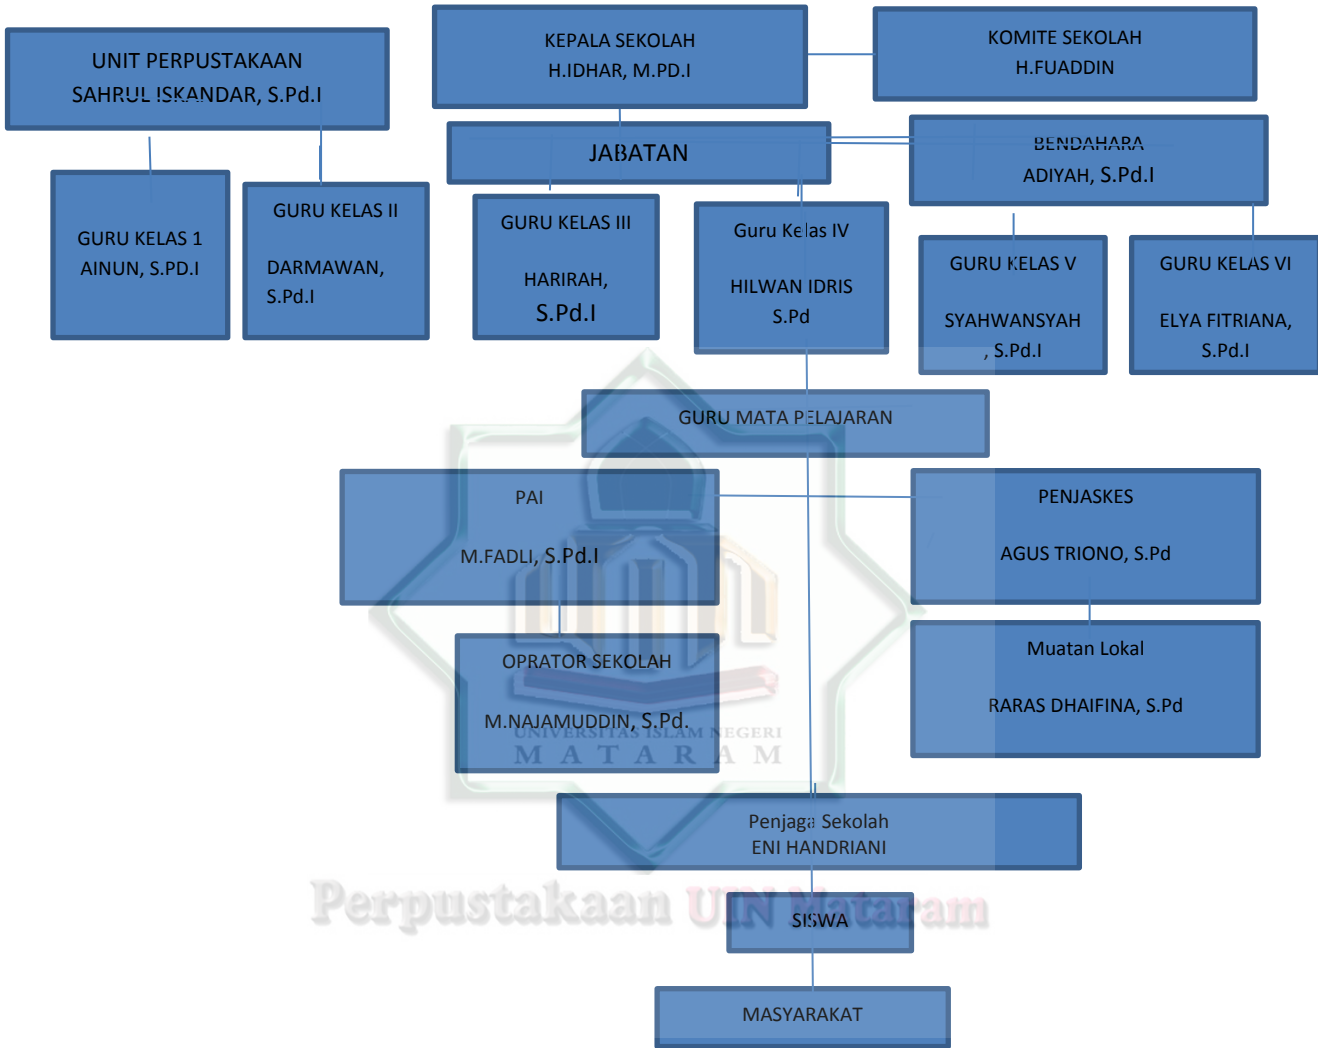 UNIT PERPUSTAKAAN
SAHRUL ISKANDAR, S.Pd.I
KEPALA SEKOLAH
H.IDHAR, M.PD.I
KOMITE SEKOLAH
H.FUADDIN
JABATAN
BENDAHARA
ADIYAH, S.Pd.I
GURU KELAS 1
AINUN, S.PD.I
GURU KELAS II
DARMAWAN,
S.Pd.I
GURU KELAS III
HARIRAH,
S.Pd.I
Guru Kelas IV
HILWAN IDRIS
S.Pd
GURU KELAS V
SYAHWANSYAH
, S.Pd.I
GURU KELAS VI
ELYA FITRIANA,
S.Pd.I
GURU MATA PELAJARAN
PAI
M.FADLI, S.Pd.I
PENJASKES
AGUS TRIONO, S.Pd
OPRATOR SEKOLAH
M.NAJAMUDDIN, S.Pd.
Muatan Lokal
RARAS DHAIFINA, S.Pd
UNIVERSITAS ISLAM NEGERI
MATARAM
Penjaga Sekolah
ENI HANDRIANI
Perpustakaan UIN Mataram
SISWA
MASYARAKAT